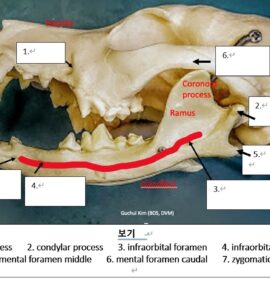 1.
6.
Coronoid
process
Ramus
5.
4.
3.
Guchul Kim (BDS, DVM)
보기
ess 2. condylar process 3. infraorbital foramen 4. infraorbita
mental foramen middle 6. mental foramen caudal 7. zygomatic